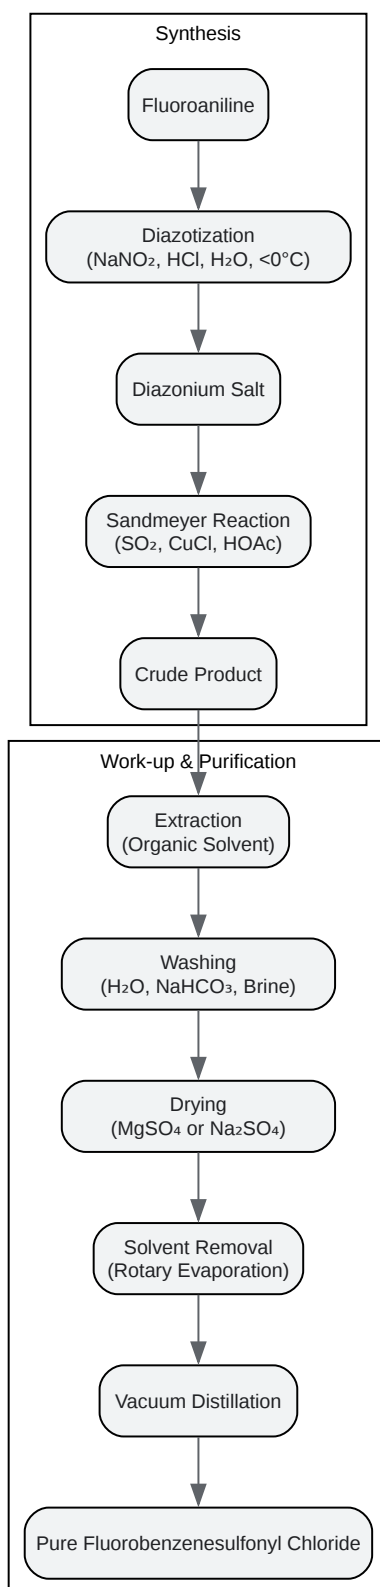 Synthesis
Fluoroaniline
Diazotization
(NaNO₂, HCl, H₂O, <0°C)
Diazonium Salt
Sandmeyer Reaction
(SO₂, CuCl, HOAc)
Crude Product
Work-up & Purification
Extraction
(Organic Solvent)
Washing
(H₂O, NaHCO₃, Brine)
Drying
(MgSO₄ or Na₂SO₄)
Solvent Removal
(Rotary Evaporation)
Vacuum Distillation
Pure Fluorobenzenesulfonyl Chloride